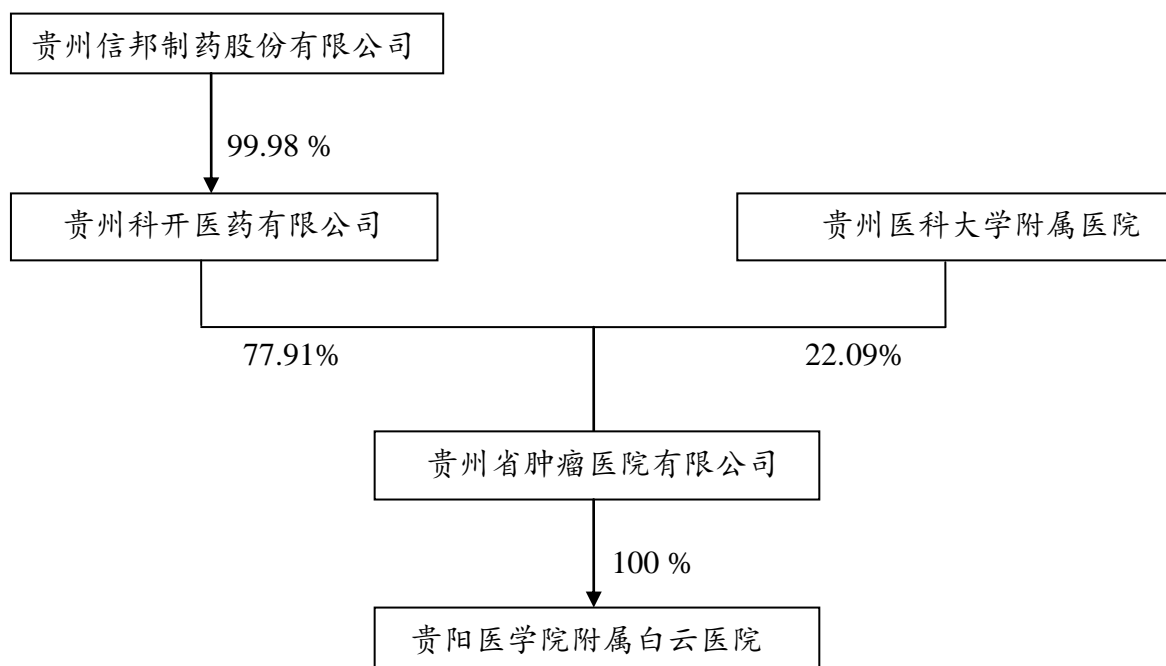 贵州信邦制药股份有限公司
99.98 %
贵州科开医药有限公司
贵州医科大学附属医院
77.91%
22.09%
贵州省肿瘤医院有限公司
100 %
贵阳医学院附属白云医院